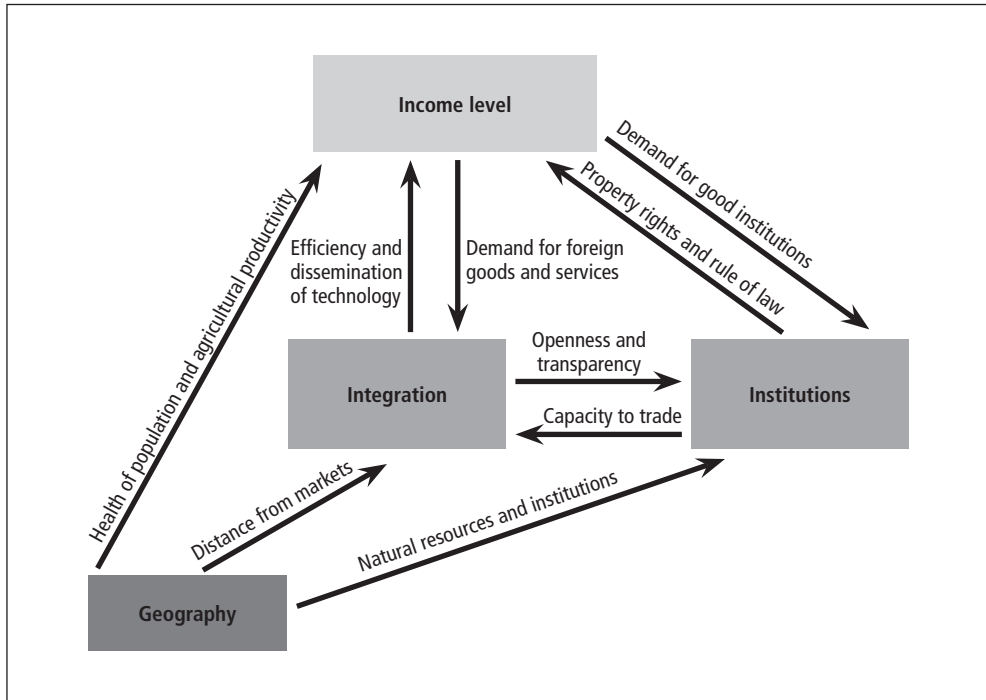 Income level
Demand for good institutions
Property rights and rule of law
Health of population and agricultural productivity
Efficiency and
dissemination
of technology
Demand for foreign
goods and services
Openness and
transparency
Integration
Institutions
Capacity to trade
Distance from markets
Natural resources and institutions
Geography